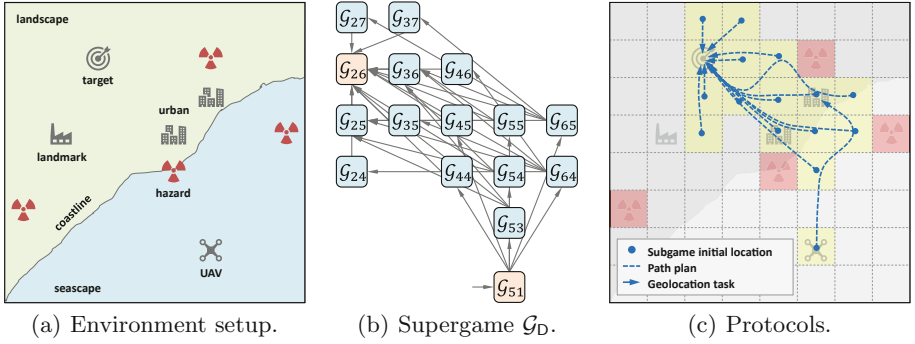 landscape
target
urban
landmark
hazard
coastline
UAV
seascape
(a) Environment setup.
G27 G37
G26 G36 G46
G25 G35 G45 G55 G65
G24 G44 G54 G64
G53
G51
(b) Supergame G_D.
Subgame initial location
Path plan
Geolocation task
(c) Protocols.